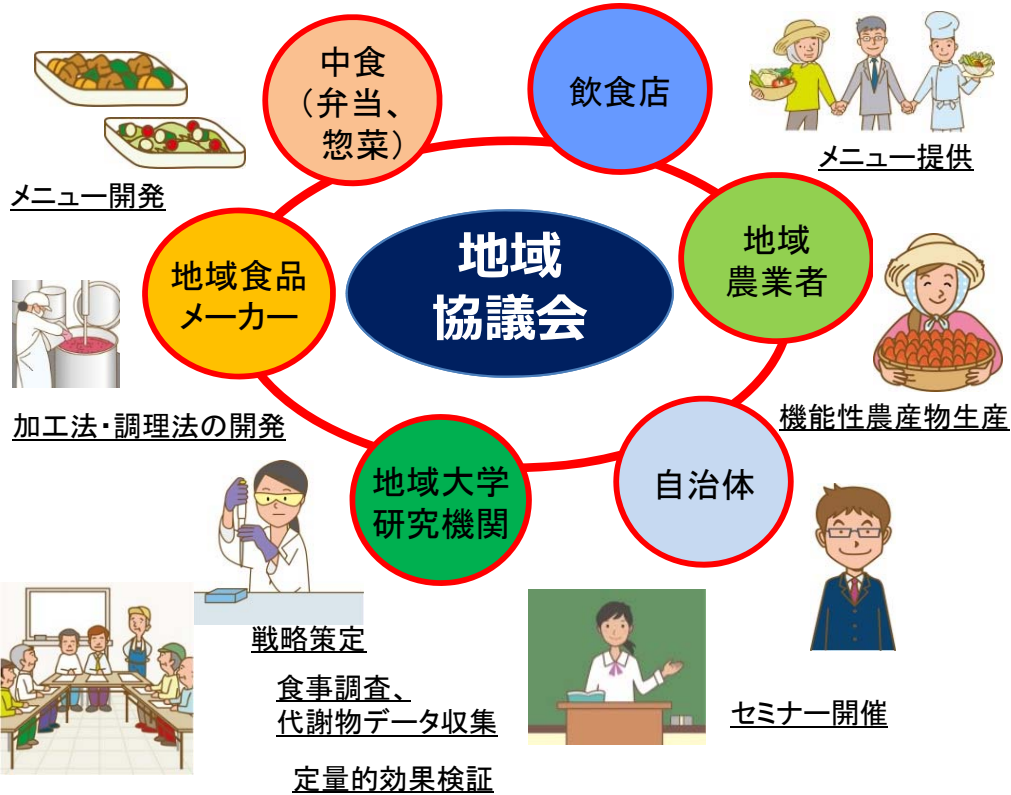 中食
（弁当、
惣菜）
飲食店
メニュー提供
メニュー開発
地域
協議会
地域
農業者
地域食品
メーカー
機能性農産物生産
加工法・調理法の開発
地域大学
研究機関
自治体
戦略策定
食事調査、
代謝物データ収集
セミナー開催
定量的効果検証